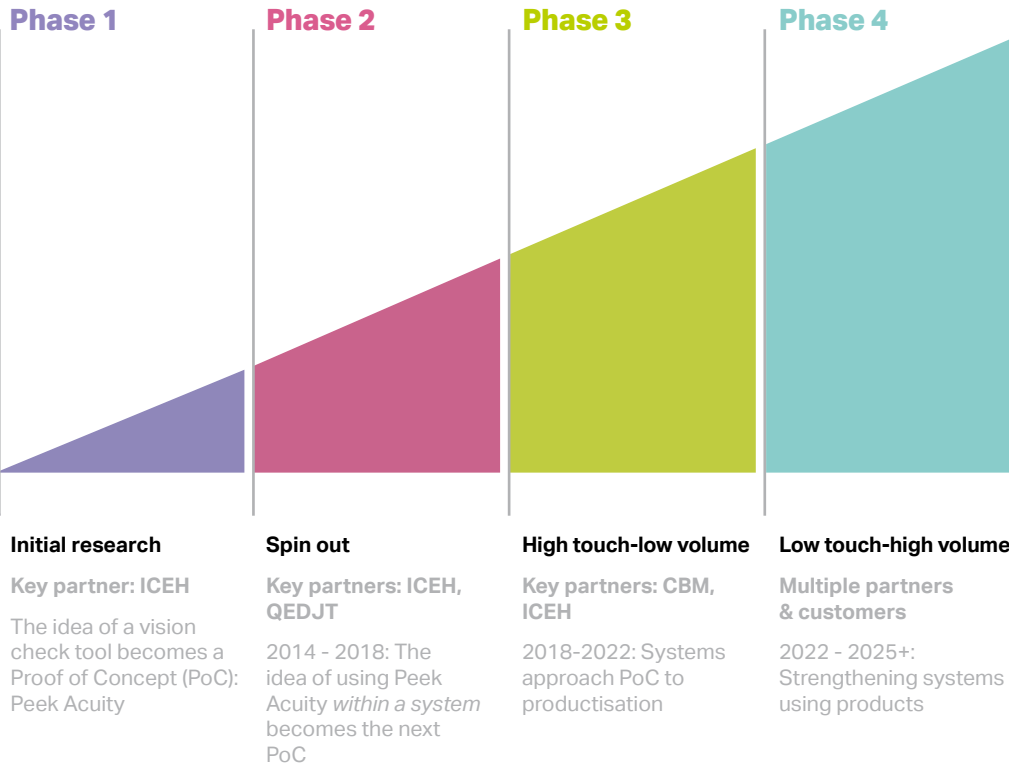 Phase 1
Phase 2
Phase 3
Phase 4
Initial research
Key partner: ICEH
The idea of a vision
check tool becomes a
Proof of Concept (PoC):
Peek Acuity
Spin out
Key partners: ICEH,
QEDJT
2014 - 2018: The
idea of using Peek
Acuity within a system
becomes the next
PoC
High touch-low volume
Key partners: CBM,
ICEH
2018-2022: Systems
approach PoC to
productisation
Low touch-high volume
Multiple partners
& customers
2022 - 2025+:
Strengthening systems
using products